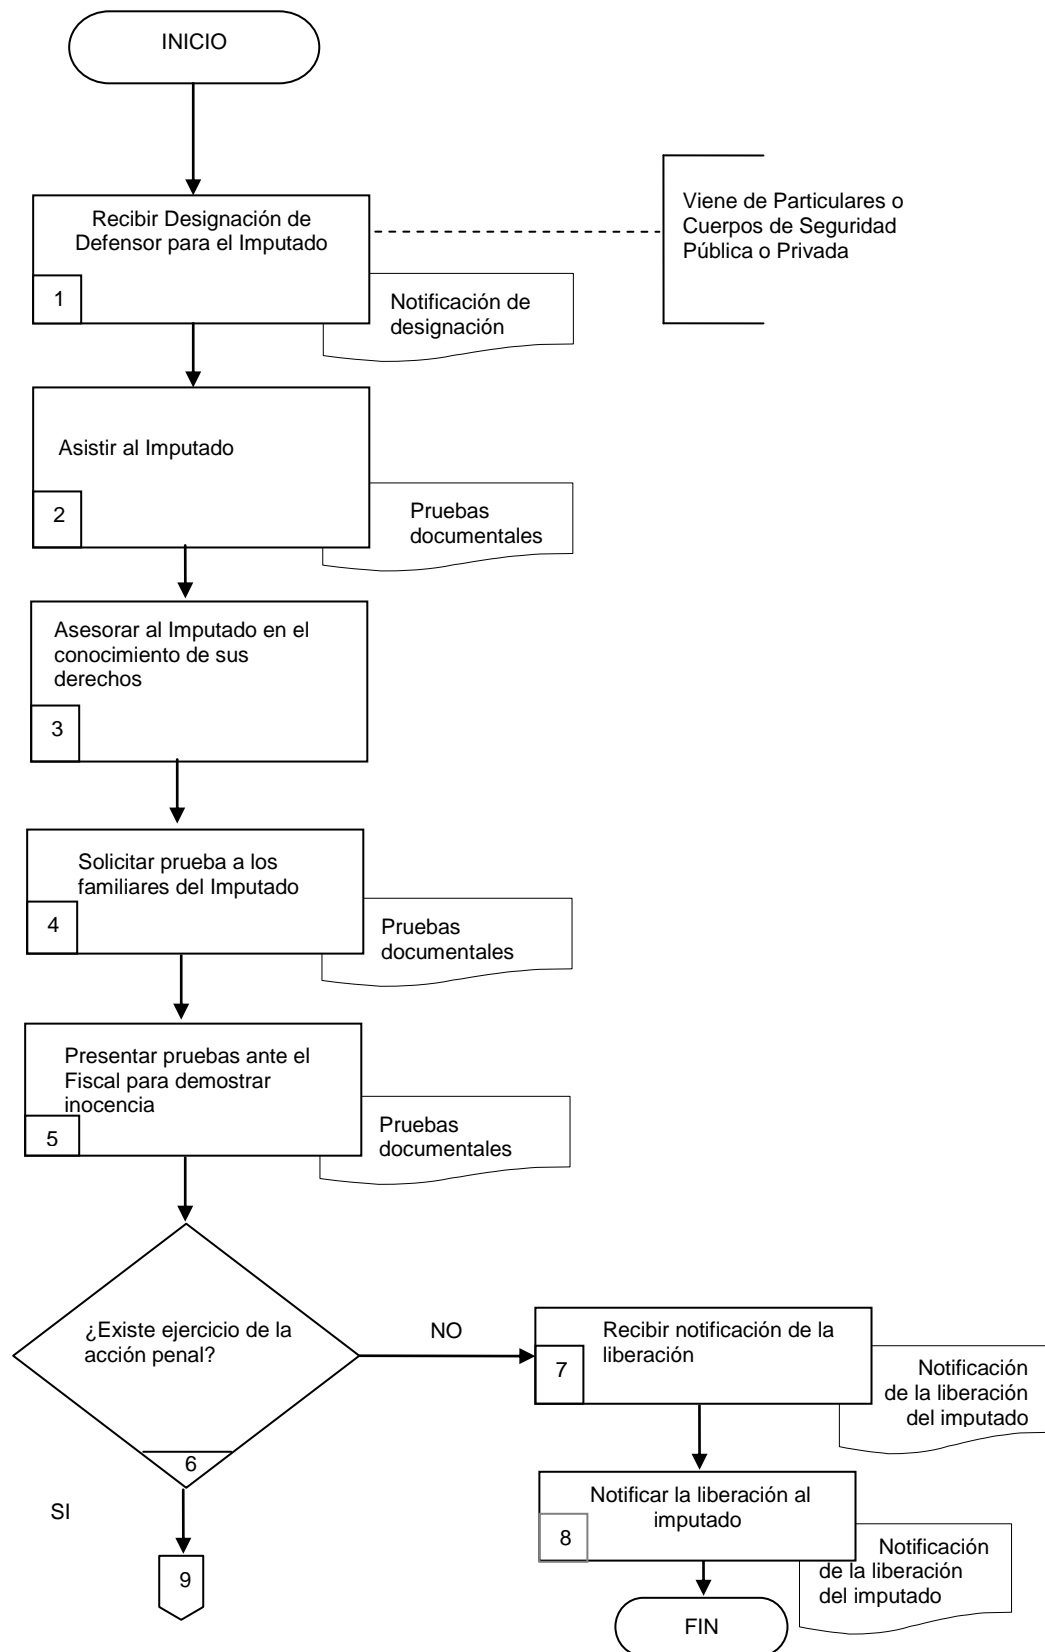 INICIO
Recibir Designación de
Defensor para el Imputado
1
Viene de Particulares o
Cuerpos de Seguridad
Pública o Privada
Notificación de
designación
Asistir al Imputado
2
Pruebas
documentales
Asesorar al Imputado en el
conocimiento de sus
derechos
3
Solicitar prueba a los
familiares del Imputado
4
Pruebas
documentales
Presentar pruebas ante el
Fiscal para demostrar
inocencia
5
Pruebas
documentales
¿Existe ejercicio de la
acción penal?
6
NO
SI
9
Recibir notificación de la
liberación
7
Notificación
de la liberación
del imputado
Notificar la liberación al
imputado
8
Notificación
de la liberación
del imputado
FIN